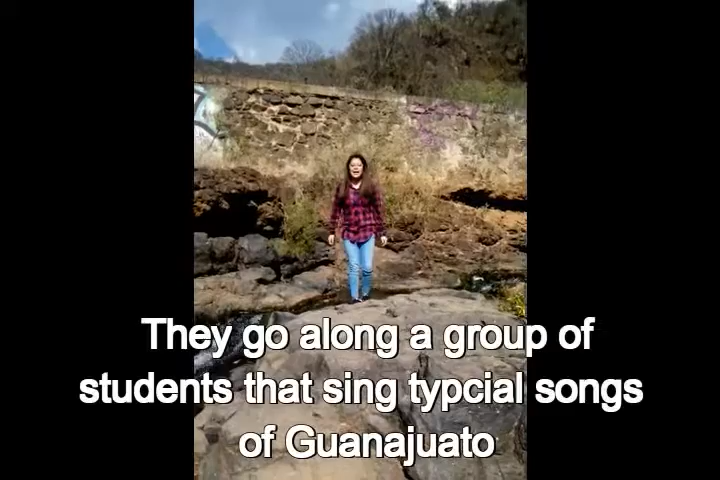 They go along a group of
students that sing typcial songs
of Guanajuato